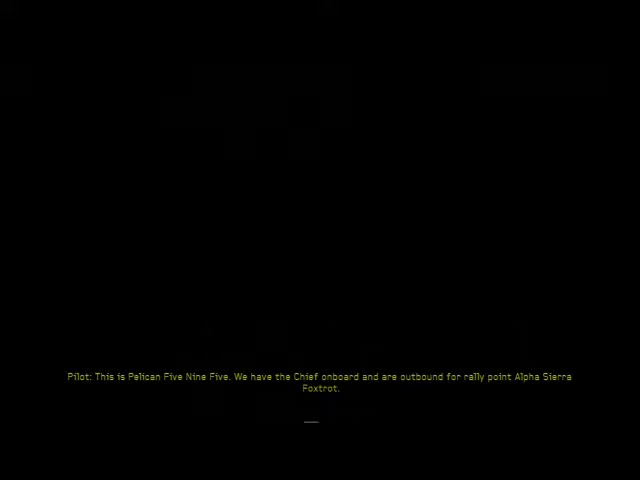 Pilot: This is Pelican Five Nine Five. We have the Chief onboard and are outbound for rally point Alpha Sierra
Foxtrot.